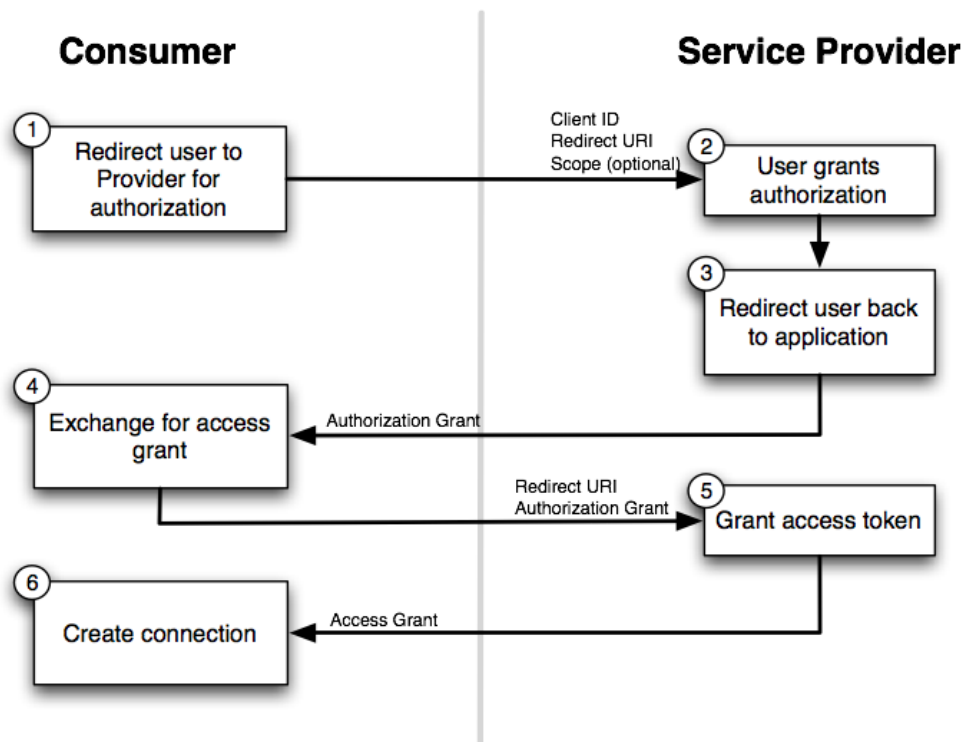 Consumer
Service Provider
1
Redirect user to
Provider for
authorization
Client ID
Redirect URI
Scope (optional)
2
User grants
authorization
3
Redirect user back
to application
4
Exchange for access
grant
Authorization Grant
Redirect URI
Authorization Grant
5
Grant access token
6
Create connection
Access Grant